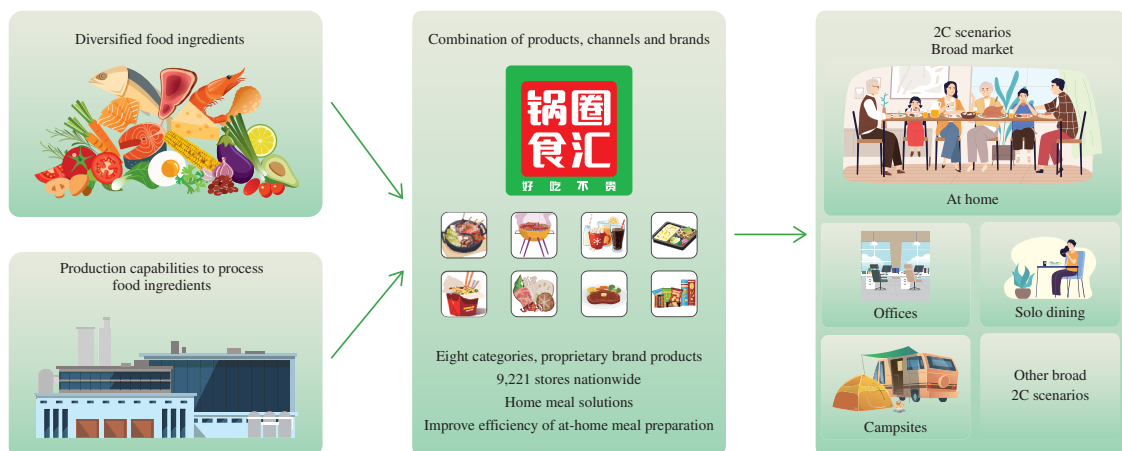 Diversified food ingredients
Production capabilities to process
food ingredients
Combination of products, channels and brands
锅圈
食汇
好吃不贵
Eight categories, proprietary brand products
9,221 stores nationwide
Home meal solutions
Improve efficiency of at-home meal preparation
2C scenarios
Broad market
At home
Offices
Solo dining
Campsites
Other broad
2C scenarios